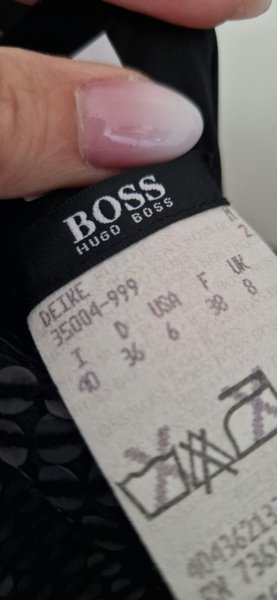 BOSS
HUGO BOSS
DEIKE
35004-999
I D USA F UK
40 36 6 38 8